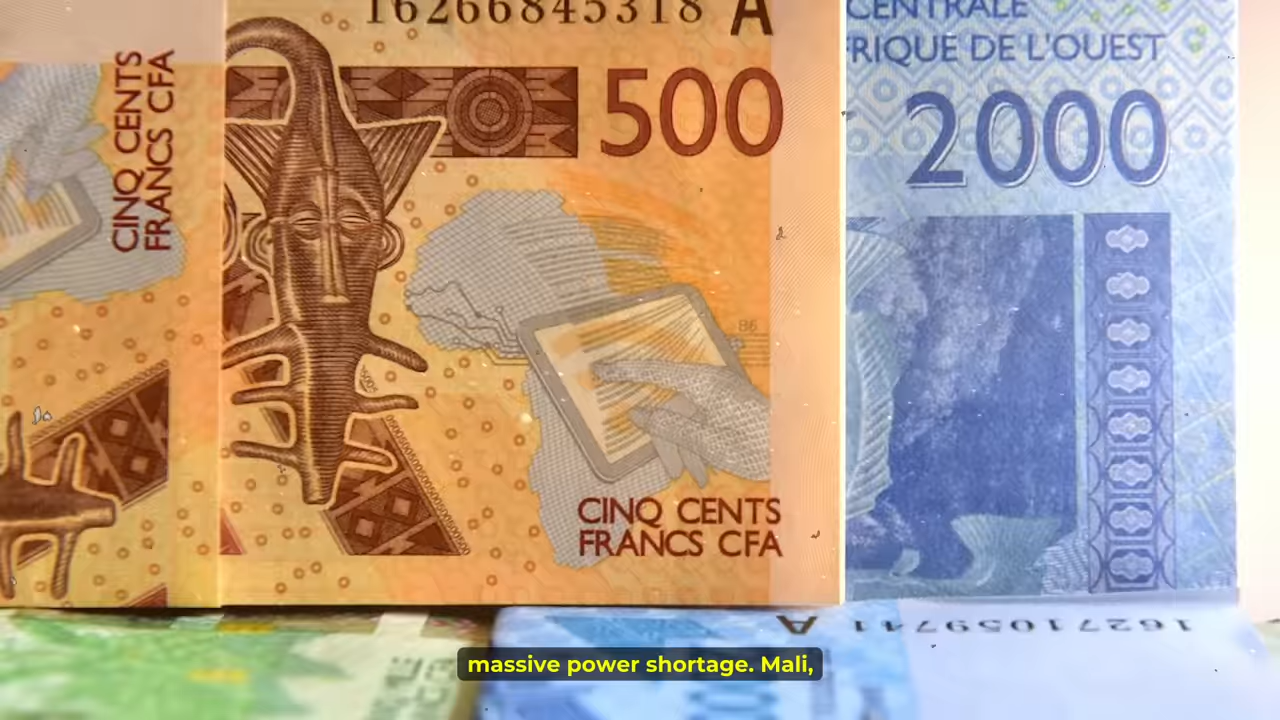 16266845318 A
500
CINQ CENTS
FRANCS CFA
CINQ CENTS
FRANCS CFA
CENTRALE
FRIQUE DE L'OUEST
2000
16271059741 A
massive power shortage. Mali,